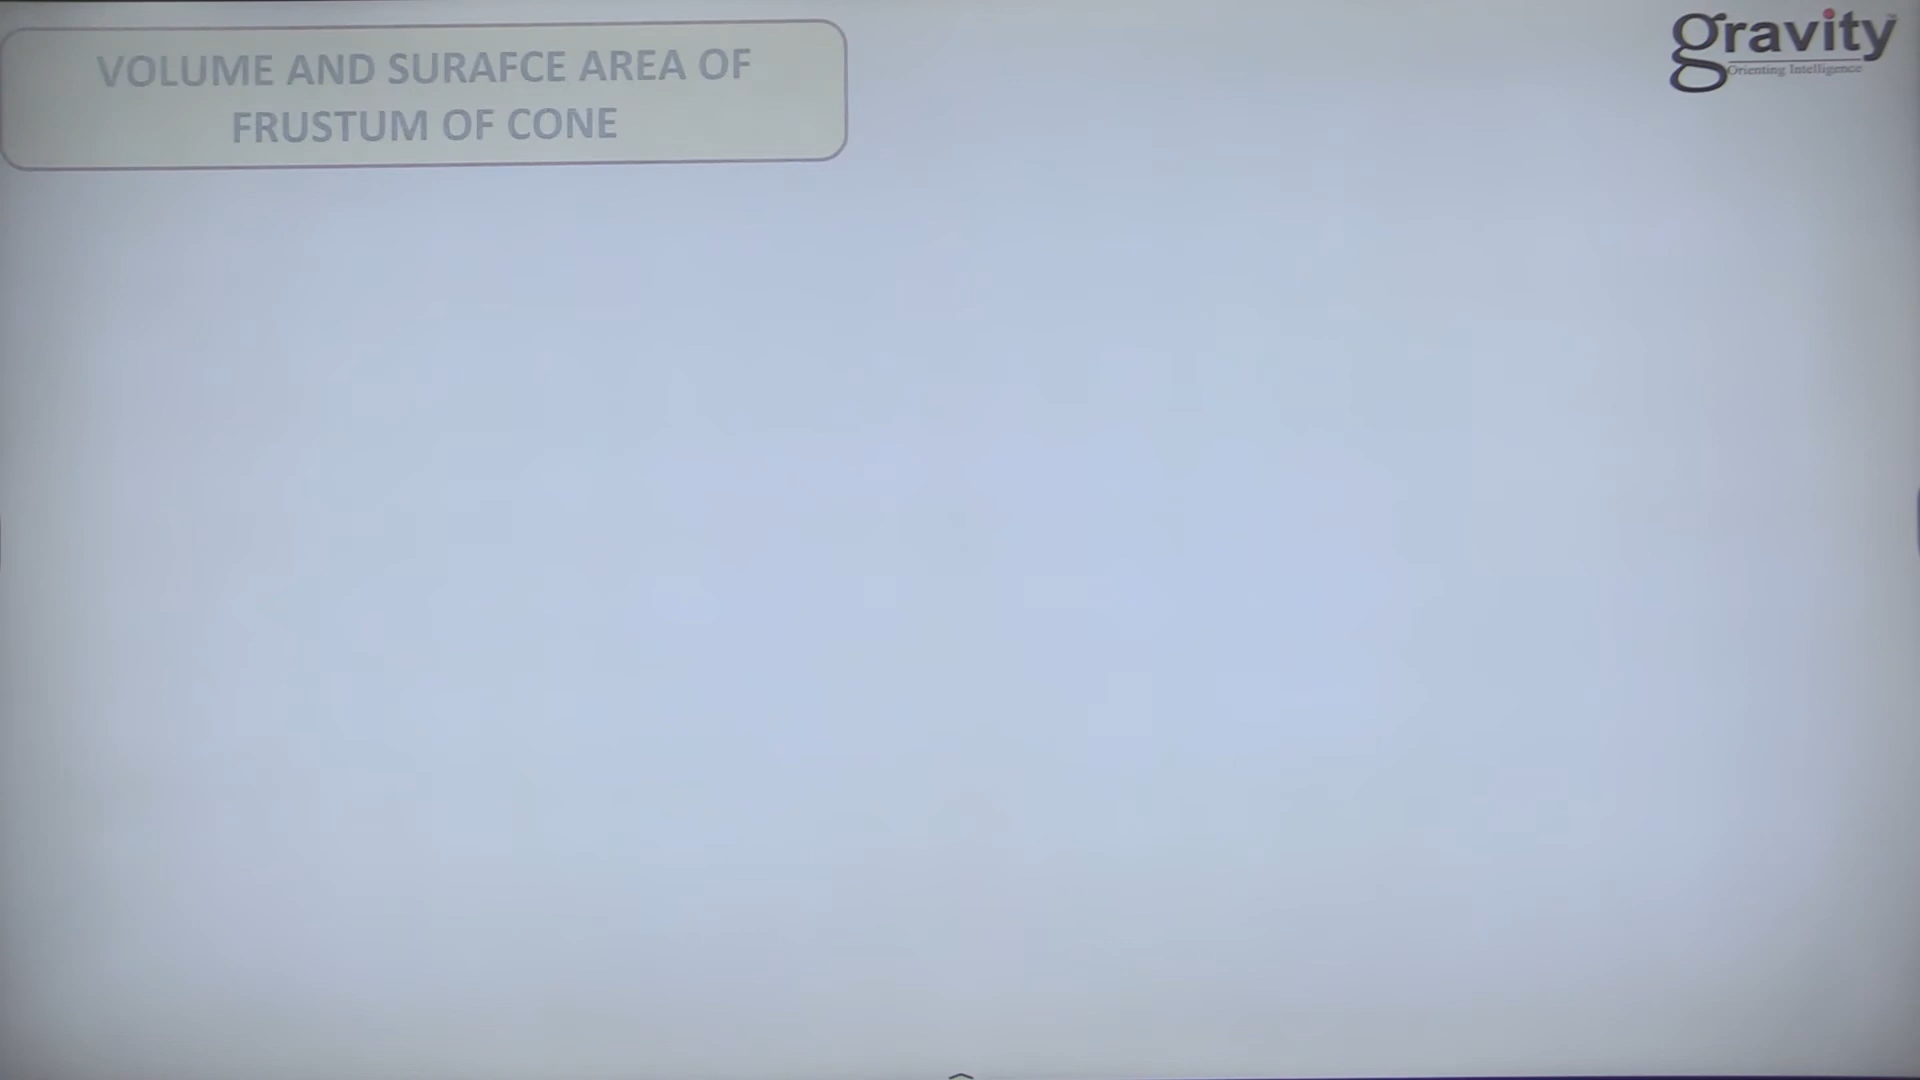 VOLUME AND SURAFCE AREA OF
FRUSTUM OF CONE
gravity
Orienting Intelligence